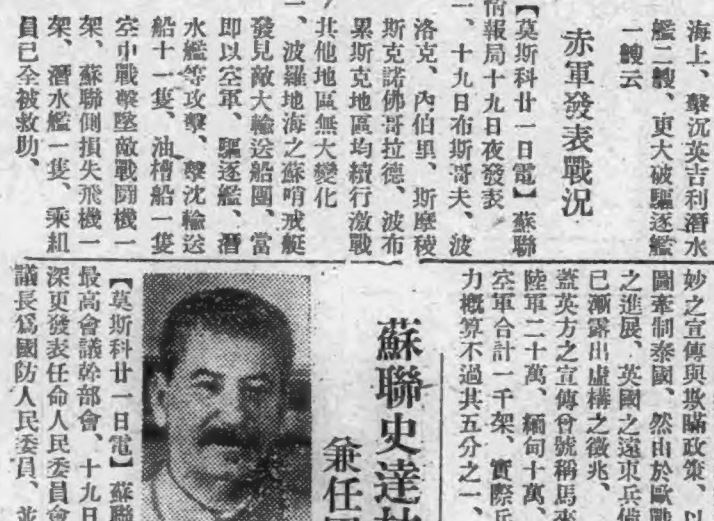 海上、擊沉英吉利潛水
艦二艘、更大破驅逐艦
一艘云
赤軍發表戰況
【莫斯科廿一日電】蘇聯
情報局十九日夜發表
一、十九日布斯哥夫、波
洛克、內伯里、斯摩稜
斯克諾佛哥拉德、波布
累斯克地區均續行激戰
其他地區無大變化
一、波羅地海之蘇哨戒艇
發見敵大輸送船團、當
即以空軍、驅逐艦、潛
水艦等攻擊、擊沈輸送
船十一隻、油槽船一隻
空中戰擊墜敵戰鬪機一
架、蘇聯側損失飛機一
架、潛水艦一隻、乘組
員已全被救助、
妙之宣傳與欺瞞政策、以
圖牽制泰國、然由於歐戰
之進展、英國之遠東兵備
已漸露出虛構之徵兆、
蓋英方之宣傳曾號稱馬來
陸軍二十萬、緬甸十萬、
空軍合計一千架、實際兵
力概算不過其五分之一、
蘇聯史達林
兼任國
【莫斯科廿一日電】蘇聯
最高會議幹部會、十九日
深更發表任命人民委員會
議長爲國防人民委員、並